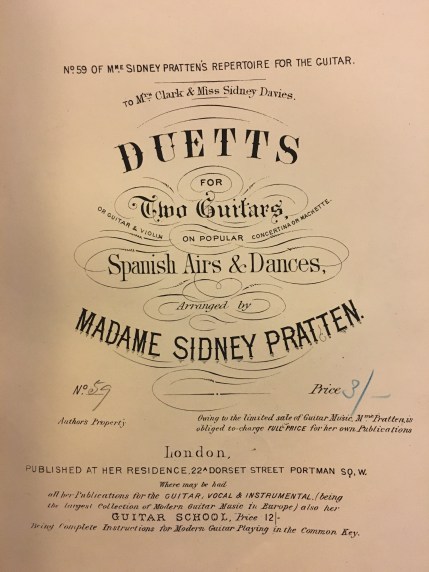 No. 59 OF MME SIDNEY PRATTEN'S REPERTOIRE FOR THE GUITAR.
TO Mrs Clark & Miss Sidney Davies.
DUETTS
FOR
Two Guitars,
OR GUITAR & VIOLIN CONCERTINA OR MACHETTE.
ON POPULAR
Spanish Airs & Dances,
Arranged by
MADAME SIDNEY PRATTEN.
No. 59 Price 3/-
Author's Property
Owing to the limited sale of Guitar Music, Mme Pratten, is
obliged to charge FULL PRICE for her own Publications
London,
PUBLISHED AT HER RESIDENCE, 22A DORSET STREET PORTMAN SQ, W.
Where may be had
all her Publications for the GUITAR, VOCAL & INSTRUMENTAL, (being
the largest Collection of Modern Guitar Music in Europe) also her
GUITAR SCHOOL, Price 12/-
Being Complete Instructions for Modern Guitar Playing in the Common Key.